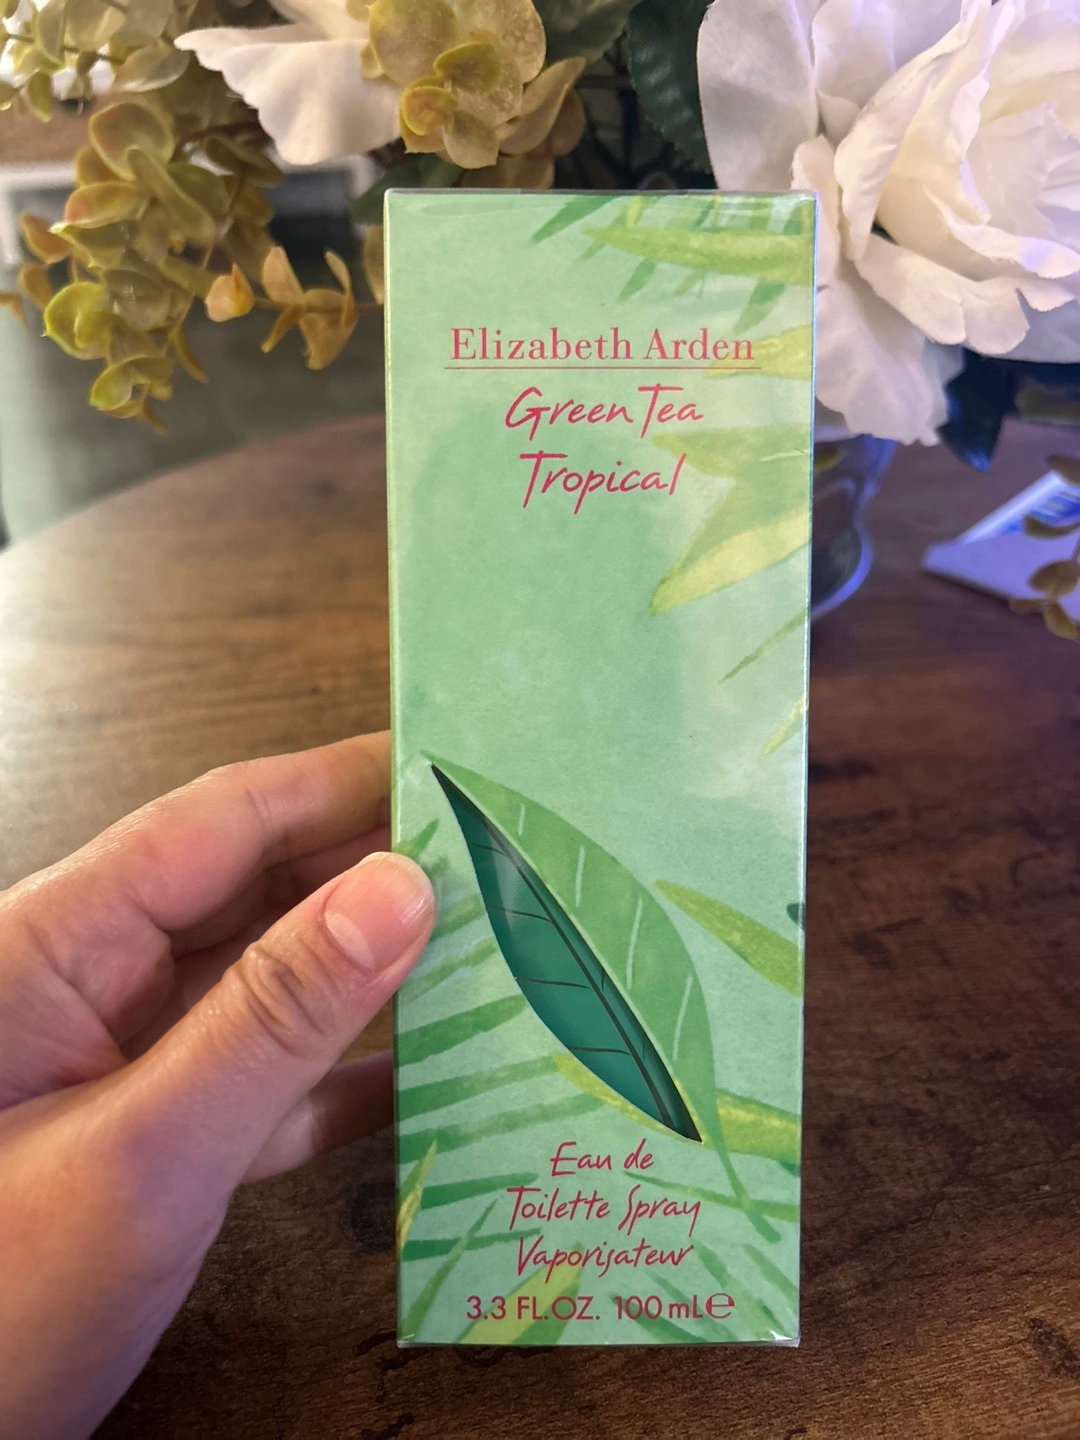 Elizabeth Arden
Green Tea
Tropical
Eau de
Toilette Spray
Vaporisateur
3.3 FL.OZ. 100 mL℮